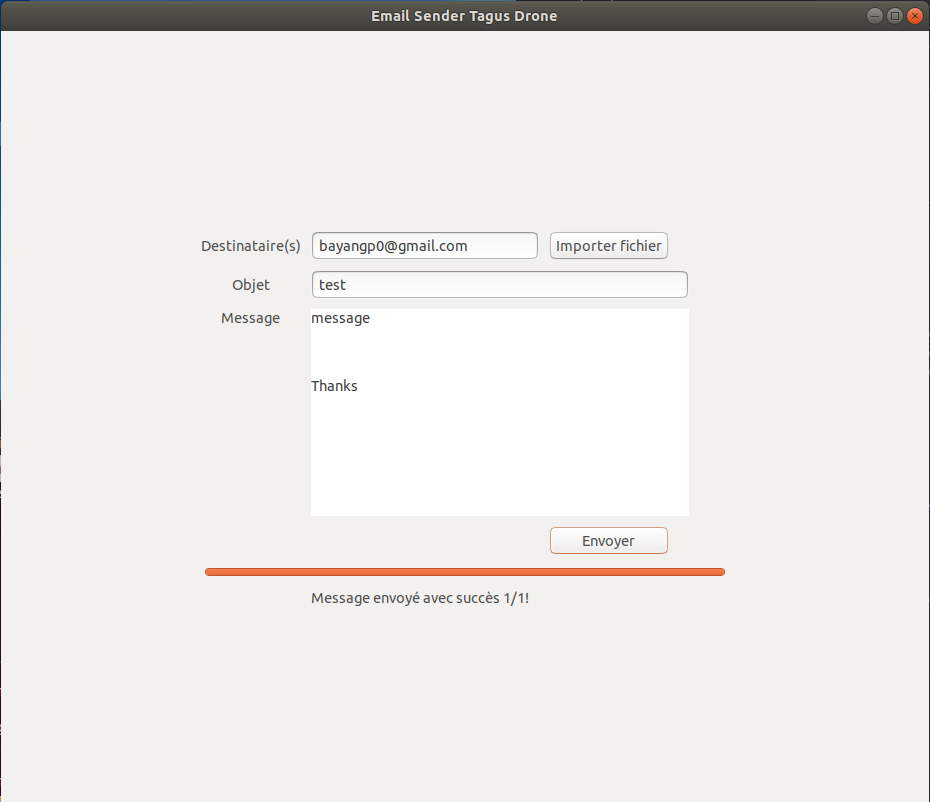 Email Sender Tagus Drone
Destinataire(s) bayangp0@gmail.com Importer fichier
Objet test
Message message
Thanks
Envoyer
Message envoyé avec succès 1/1!